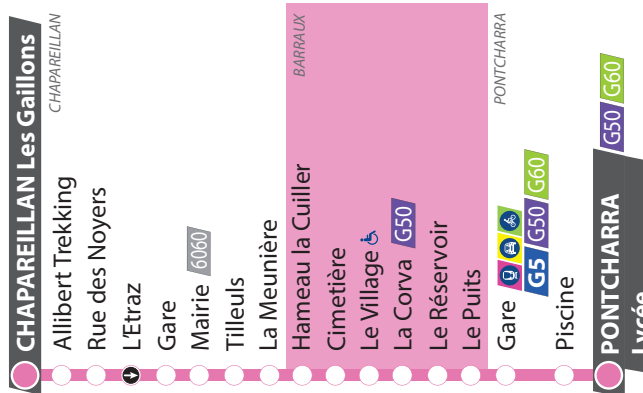 CHAPAREILLAN Les Gaillons
CHAPAREILLAN
Allibert Trekking
Rue des Noyers
L'Etraz
Gare
Mairie 6060
Tilleuls
La Meunière
BARRAUX
Hameau la Cuiller
Cimetière
Le Village
La Corva G50
Le Réservoir
Le Puits
PONTCHARRA
Gare
G5 G50 G60
Piscine
PONTCHARRA G50 G60
Lycée